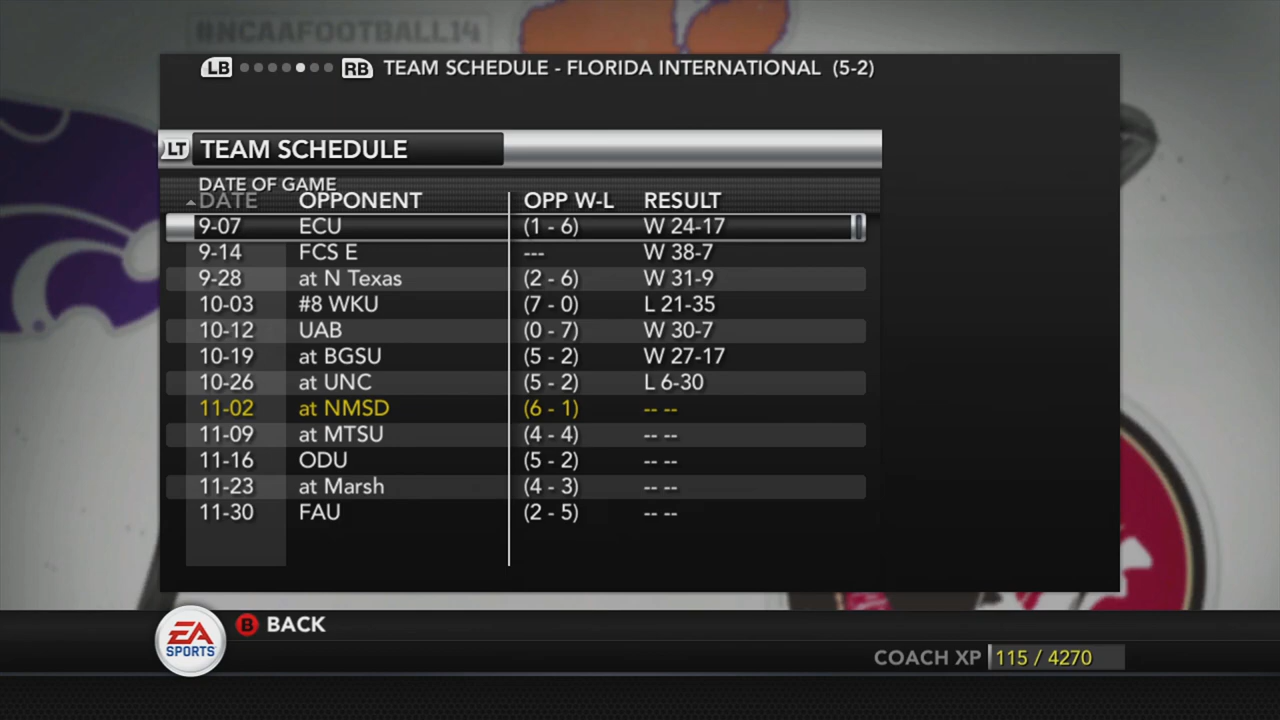 #NCAAFOOTBALL14
LB RB TEAM SCHEDULE - FLORIDA INTERNATIONAL (5-2)
LT TEAM SCHEDULE
DATE OF GAME
DATE OPPONENT OPP W-L RESULT
9-07 ECU (1 - 6) W 24-17
9-14 FCS E --- W 38-7
9-28 at N Texas (2 - 6) W 31-9
10-03 #8 WKU (7 - 0) L 21-35
10-12 UAB (0 - 7) W 30-7
10-19 at BGSU (5 - 2) W 27-17
10-26 at UNC (5 - 2) L 6-30
11-02 at NMSD (6 - 1) -- --
11-09 at MTSU (4 - 4) -- --
11-16 ODU (5 - 2) -- --
11-23 at Marsh (4 - 3) -- --
11-30 FAU (2 - 5) -- --
EA SPORTS
B BACK
COACH XP 115 / 4270